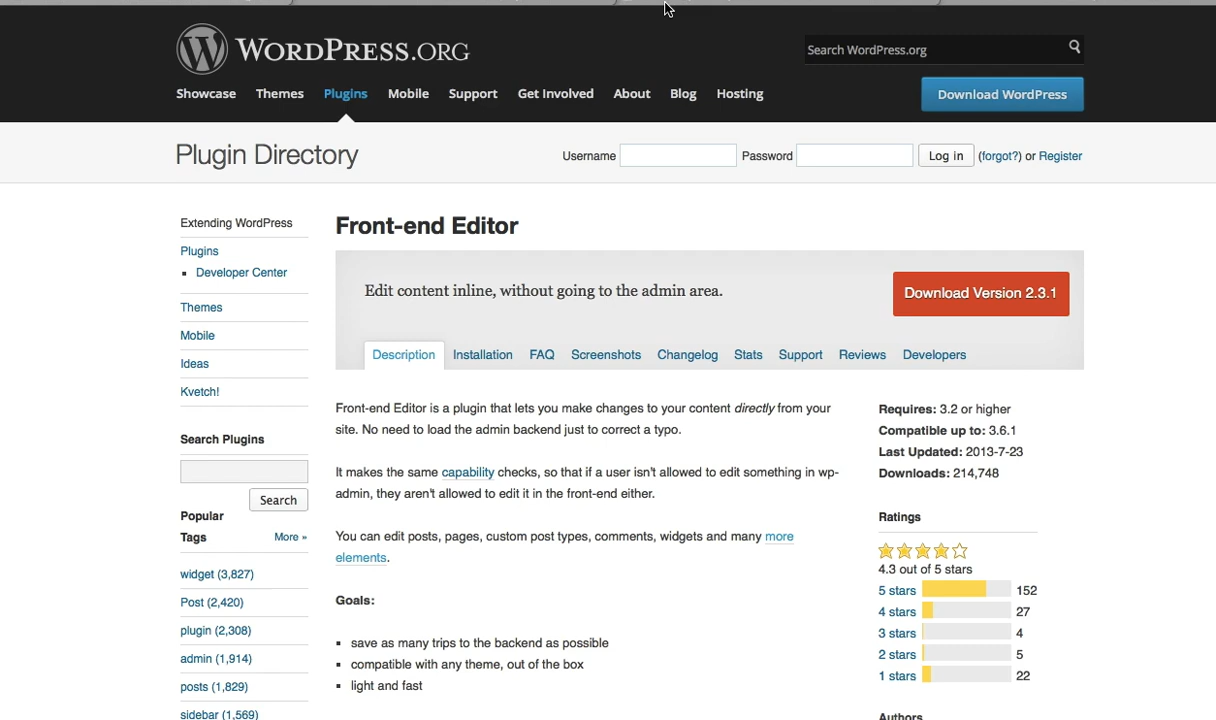 WORDPRESS.ORG
Search WordPress.org
Showcase Themes Plugins Mobile Support Get Involved About Blog Hosting
Download WordPress
Plugin Directory
Username Password Log in (forgot?) or Register
Extending WordPress
Plugins
Developer Center
Themes
Mobile
Ideas
Kvetch!
Search Plugins
Search
Popular
Tags
More »
widget (3,827)
Post (2,420)
plugin (2,308)
admin (1,914)
posts (1,829)
sidebar (1,569)
Front-end Editor
Edit content inline, without going to the admin area.
Download Version 2.3.1
Description Installation FAQ Screenshots Changelog Stats Support Reviews Developers
Front-end Editor is a plugin that lets you make changes to your content directly from your
site. No need to load the admin backend just to correct a typo.
It makes the same capability checks, so that if a user isn't allowed to edit something in wp-
admin, they aren't allowed to edit it in the front-end either.
You can edit posts, pages, custom post types, comments, widgets and many more
elements.
Goals:
save as many trips to the backend as possible
compatible with any theme, out of the box
light and fast
Requires: 3.2 or higher
Compatible up to: 3.6.1
Last Updated: 2013-7-23
Downloads: 214,748
Ratings
4.3 out of 5 stars
5 stars 152
4 stars 27
3 stars 4
2 stars 5
1 stars 22
Authors